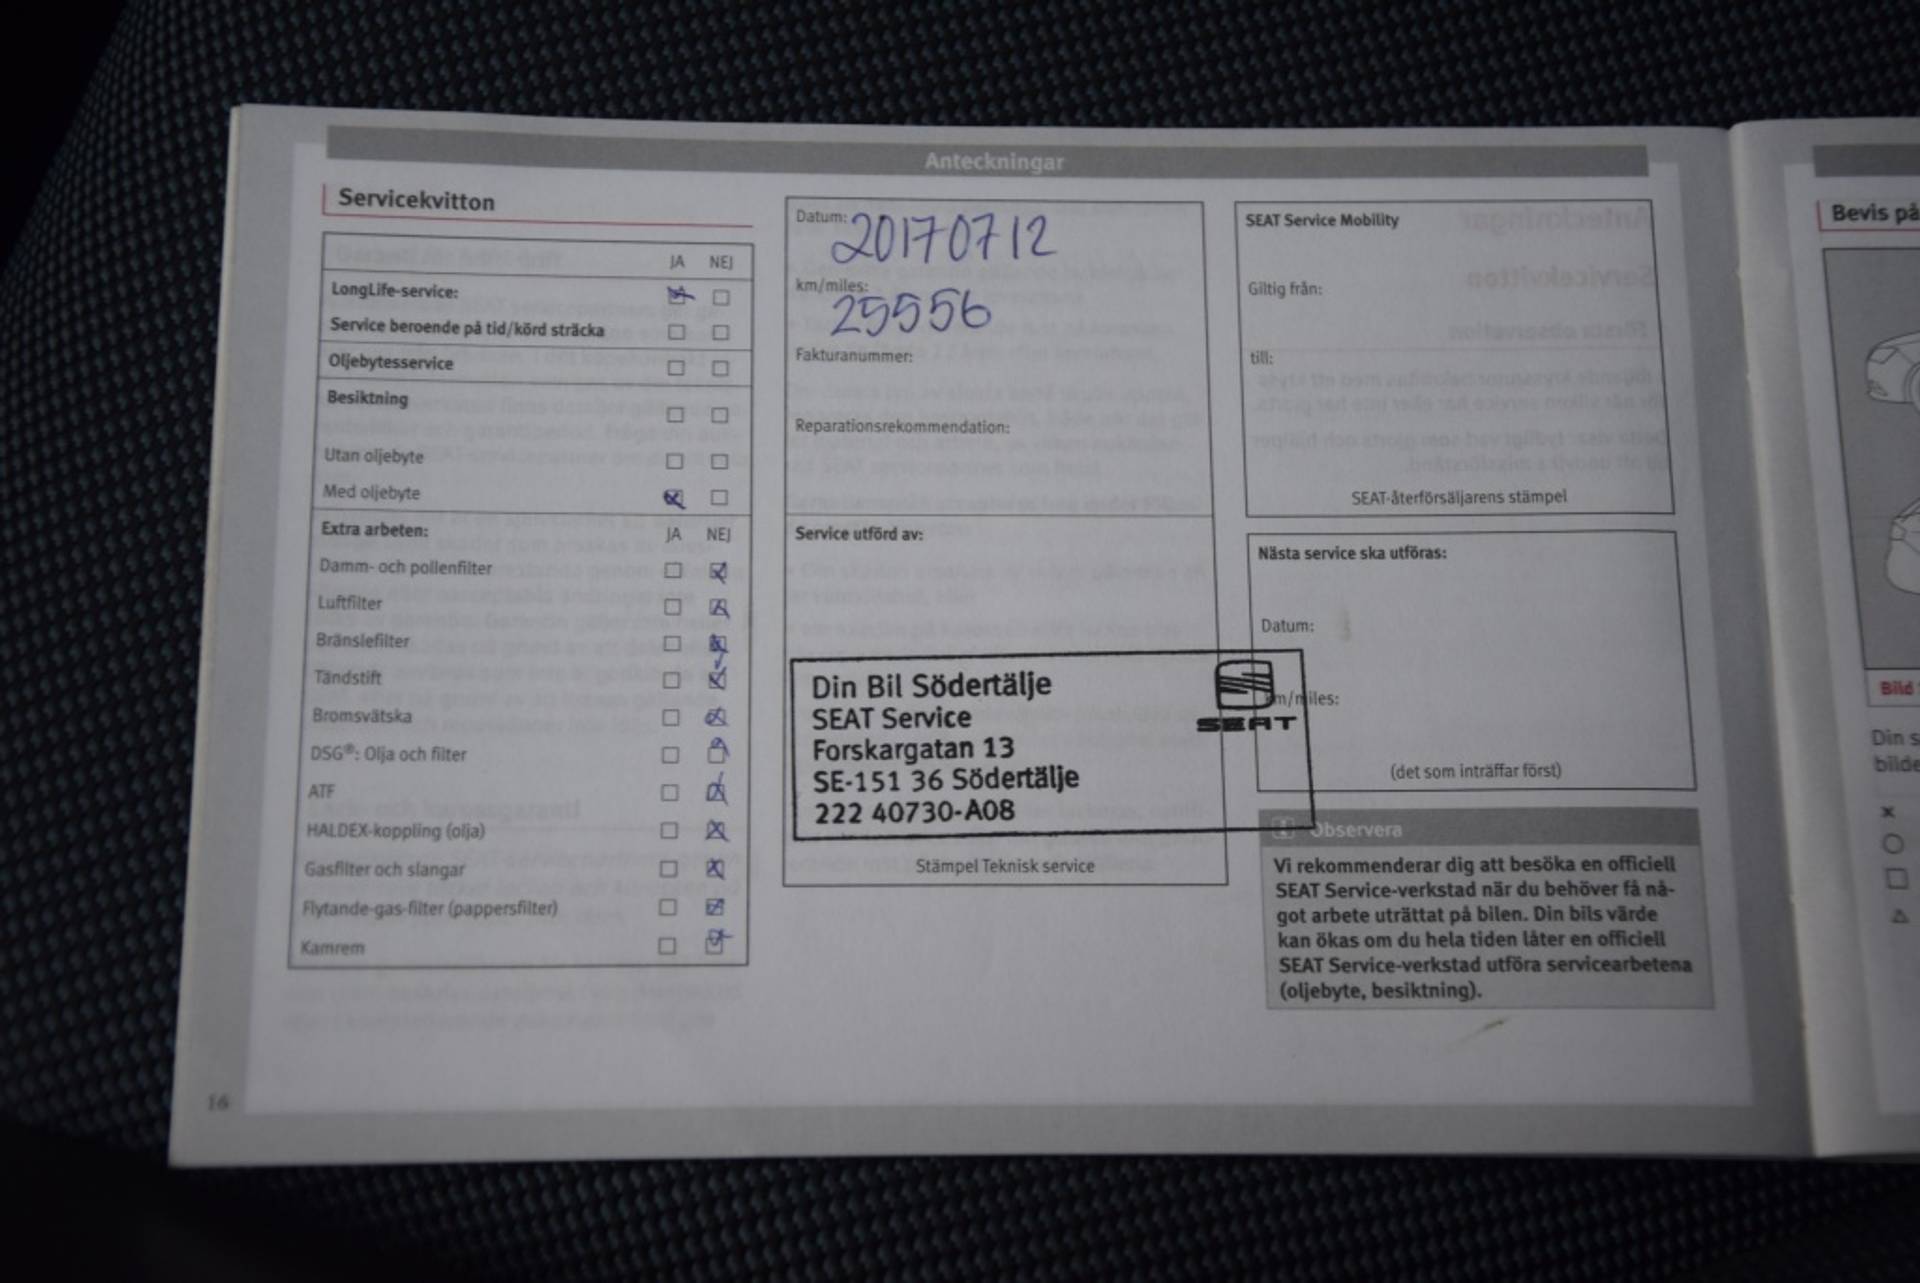 Anteckningar
Servicekvitton
JA NEJ
LongLife-service:
Service beroende på tid/körd sträcka
Oljebytesservice
Besiktning
Utan oljebyte
Med oljebyte
Extra arbeten: JA NEJ
Damm- och pollenfilter
Luftfilter
Bränslefilter
Tändstift
Bromsvätska
DSG®: Olja och filter
ATF
HALDEX-koppling (olja)
Gasfilter och slangar
Flytande-gas-filter (pappersfilter)
Kamrem
16
Datum: 20170712
km/miles: 25556
Fakturanummer:
Reparationsrekommendation:
Service utförd av:
Din Bil Södertälje
SEAT Service
Forskargatan 13
SE-151 36 Södertälje
222 40730-A08
SEAT
Stämpel Teknisk service
SEAT Service Mobility
Giltig från:
till:
SEAT-återförsäljarens stämpel
Nästa service ska utföras:
Datum:
km/miles:
(det som inträffar först)
Observera
Vi rekommenderar dig att besöka en officiell
SEAT Service-verkstad när du behöver få nå-
got arbete uträttat på bilen. Din bils värde
kan ökas om du hela tiden låter en officiell
SEAT Service-verkstad utföra servicearbetena
(oljebyte, besiktning).
Bevis på
Bild
Din s
bilde